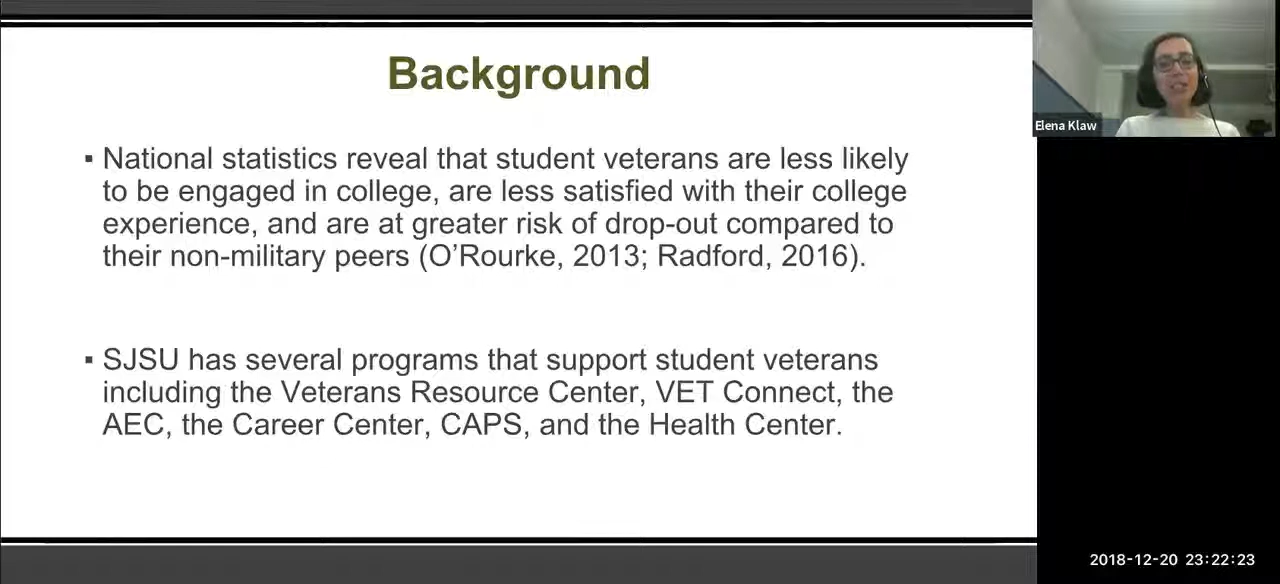 Background
▪ National statistics reveal that student veterans are less likely
to be engaged in college, are less satisfied with their college
experience, and are at greater risk of drop-out compared to
their non-military peers (O’Rourke, 2013; Radford, 2016).
▪ SJSU has several programs that support student veterans
including the Veterans Resource Center, VET Connect, the
AEC, the Career Center, CAPS, and the Health Center.
Elena Klaw
2018-12-20 23:22:23